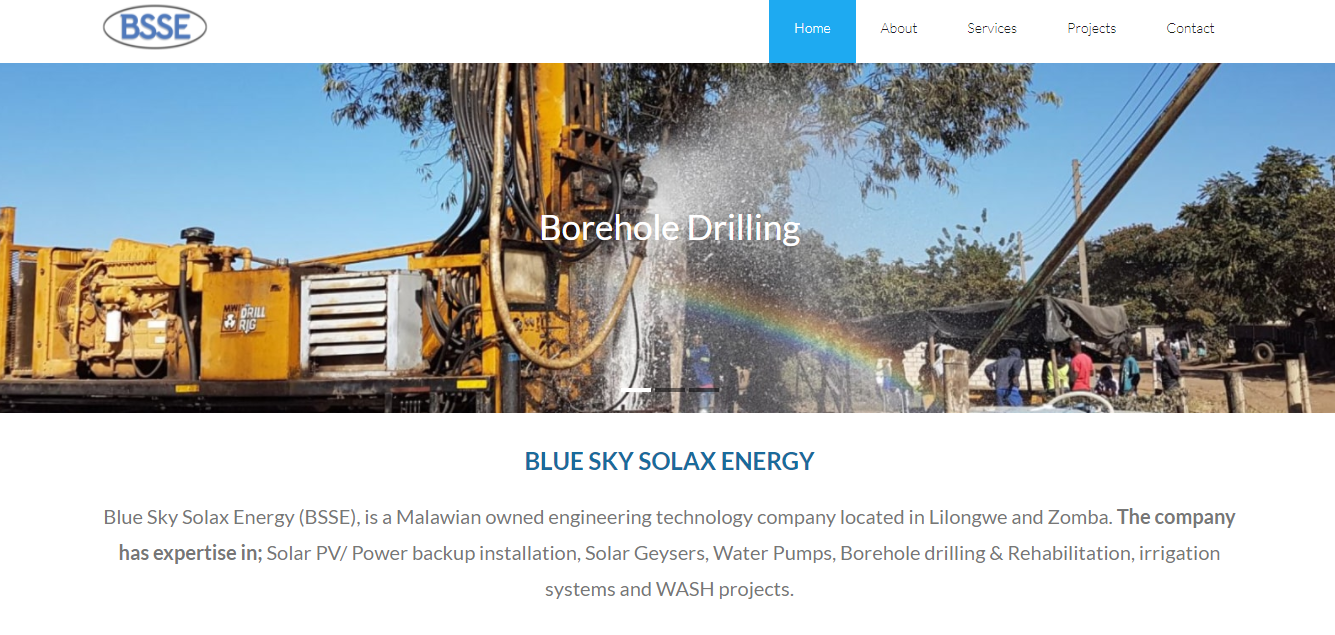 BSSE
Home About Services Projects Contact
Borehole Drilling
MW DRILL RIG
BLUE SKY SOLAX ENERGY
Blue Sky Solax Energy (BSSE), is a Malawian owned engineering technology company located in Lilongwe and Zomba. The company
has expertise in; Solar PV/ Power backup installation, Solar Geysers, Water Pumps, Borehole drilling & Rehabilitation, irrigation
systems and WASH projects.